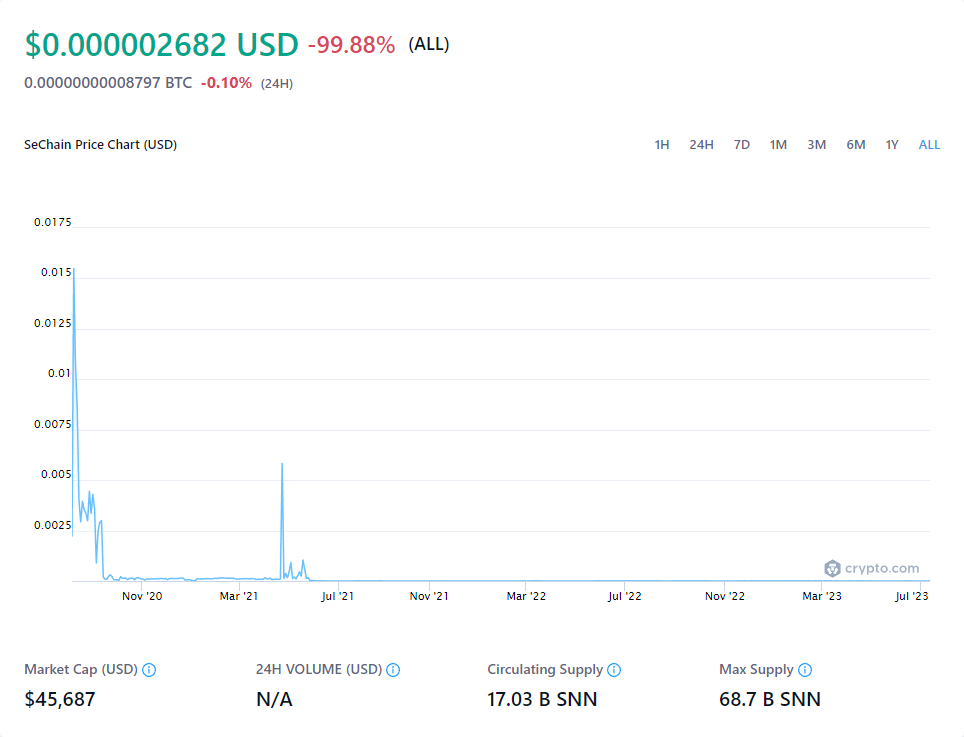 $0.000002682 USD -99.88% (ALL)
0.00000000008797 BTC -0.10% (24H)
SeChain Price Chart (USD) 1H 24H 7D 1M 3M 6M 1Y ALL
0.0175
0.015
0.0125
0.01
0.0075
0.005
0.0025
crypto.com
Nov '20 Mar '21 Jul '21 Nov '21 Mar '22 Jul '22 Nov '22 Mar '23 Jul '23
Market Cap (USD) 24H VOLUME (USD) Circulating Supply Max Supply
$45,687 N/A 17.03 B SNN 68.7 B SNN